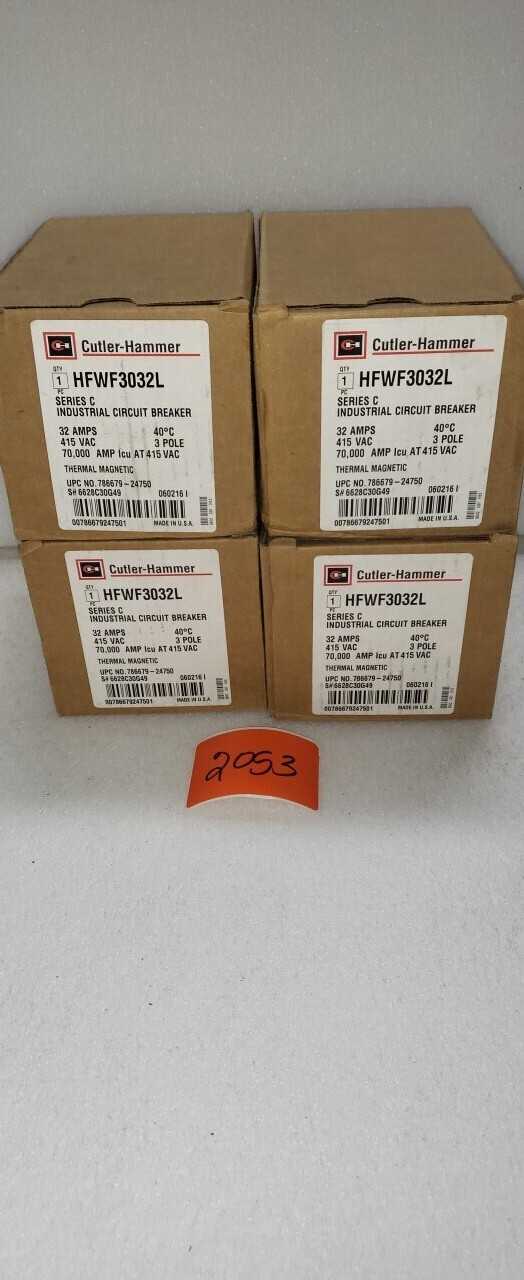 Cutler-Hammer
QTY
1 HFWF3032L
PC
SERIES C
INDUSTRIAL CIRCUIT BREAKER
32 AMPS 40°C
415 VAC 3 POLE
70,000 AMP Icu AT 415 VAC
THERMAL MAGNETIC
UPC NO. 786679-24750
S# 6628C30G49 060216 I
00786679247501 MADE IN U.S.A.
Cutler-Hammer
QTY
1 HFWF3032L
PC
SERIES C
INDUSTRIAL CIRCUIT BREAKER
32 AMPS 40°C
415 VAC 3 POLE
70,000 AMP Icu AT 415 VAC
THERMAL MAGNETIC
UPC NO. 786679-24750
S# 6628C30G49 060216 I
00786679247501 MADE IN U.S.A.
Cutler-Hammer
QTY
1 HFWF3032L
PC
SERIES C
INDUSTRIAL CIRCUIT BREAKER
32 AMPS 40°C
415 VAC 3 POLE
70,000 AMP Icu AT 415 VAC
THERMAL MAGNETIC
UPC NO. 786679-24750
S# 6628C30G49 060216 I
00786679247501 MADE IN U.S.A.
Cutler-Hammer
QTY
1 HFWF3032L
PC
SERIES C
INDUSTRIAL CIRCUIT BREAKER
32 AMPS 40°C
415 VAC 3 POLE
70,000 AMP Icu AT 415 VAC
THERMAL MAGNETIC
UPC NO. 786679-24750
S# 6628C30G49 060216 I
00786679247501 MADE IN U.S.A.
2053